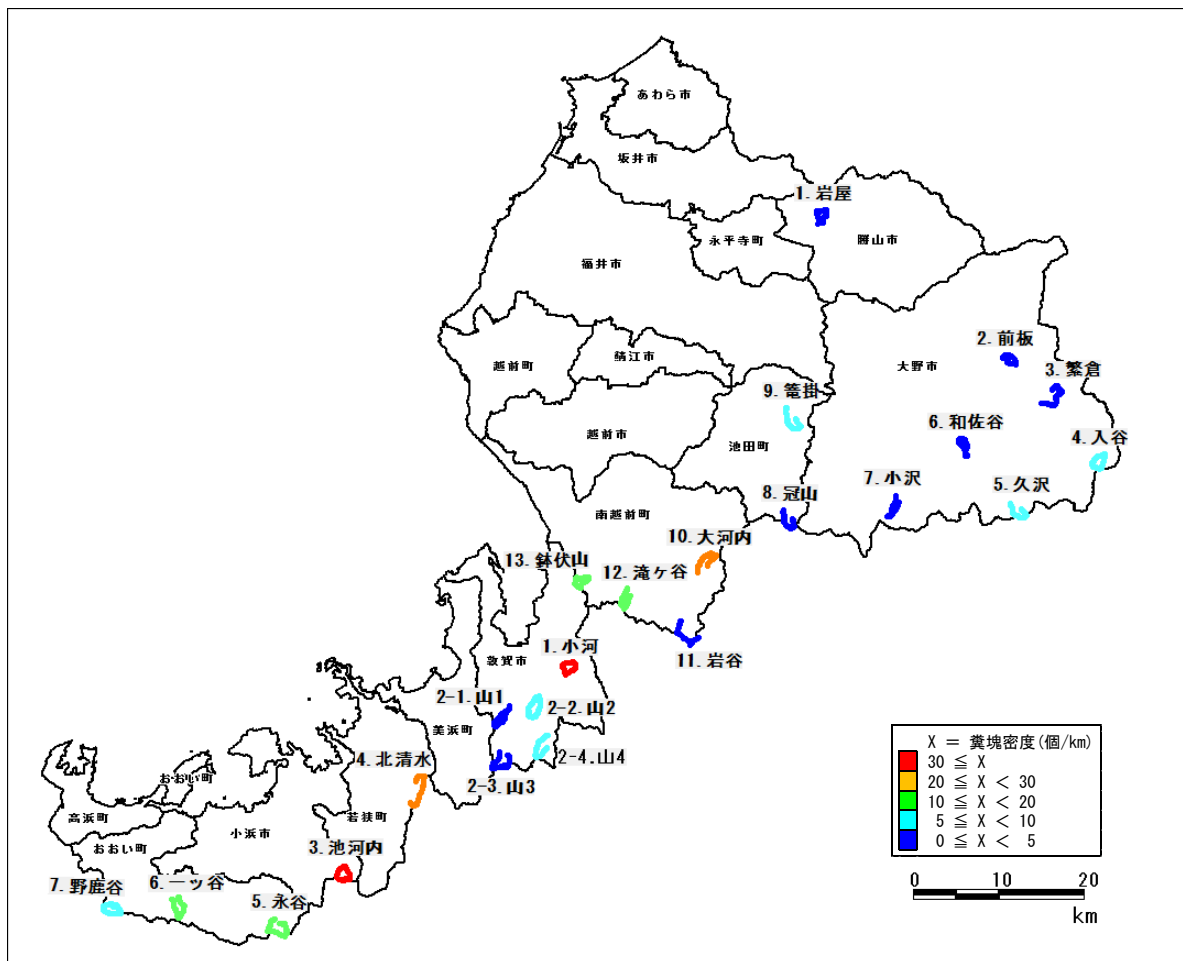 あわら市
坂井市
1. 岩屋
永平寺町
勝山市
福井市
2. 前板
越前町
鯖江市
大野市
3. 繁倉
9. 篭掛
6. 和佐谷
越前市
池田町
4. 入谷
7. 小沢
5. 久沢
8. 冠山
南越前町
10. 大河内
13. 鉢伏山
12. 滝ヶ谷
1. 小河
敦賀市
11. 岩谷
2-1. 山1
2-2. 山2
美浜町
4. 北清水
2-4. 山4
おおい町
2-3. 山3
高浜町
小浜市
若狭町
おおい町
3. 池河内
7. 野鹿谷
6. 一ッ谷
5. 永谷
X = 糞塊密度(個/km)
30 ≦ X
20 ≦ X < 30
10 ≦ X < 20
5 ≦ X < 10
0 ≦ X < 5
0 10 20
km